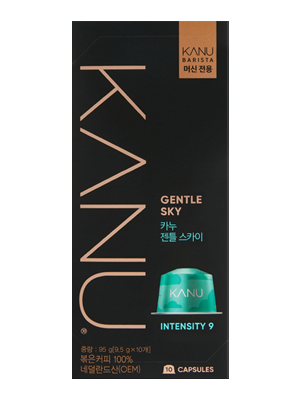 KANU
BARISTA
머신 전용
KANU®
GENTLE
SKY
카누
젠틀 스카이
KANU
INTENSITY 9
중량 : 95 g(9.5 g×10개)
볶은커피 100%
네덜란드산(OEM)
10 CAPSULES